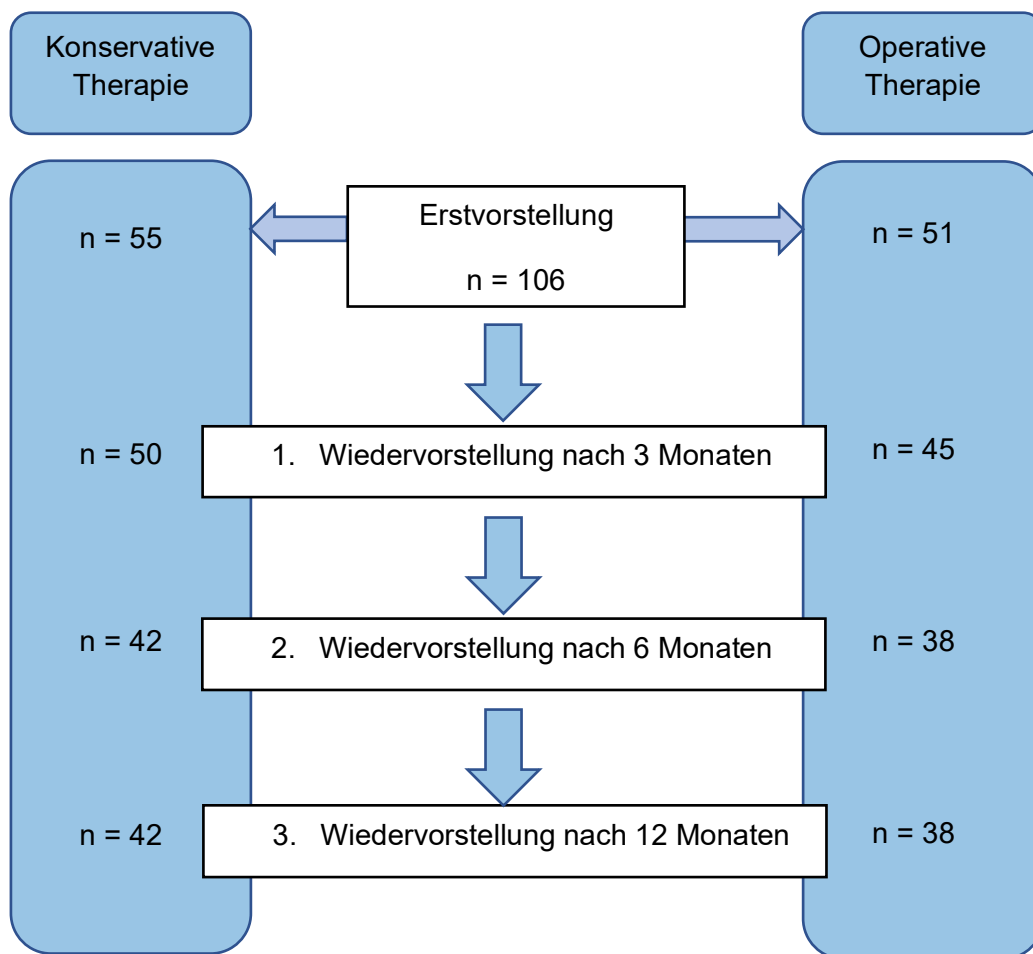 Konservative
Therapie
Operative
Therapie
Erstvorstellung
n = 106
n = 55
n = 51
n = 50
1. Wiedervorstellung nach 3 Monaten
n = 45
n = 42
2. Wiedervorstellung nach 6 Monaten
n = 38
n = 42
3. Wiedervorstellung nach 12 Monaten
n = 38